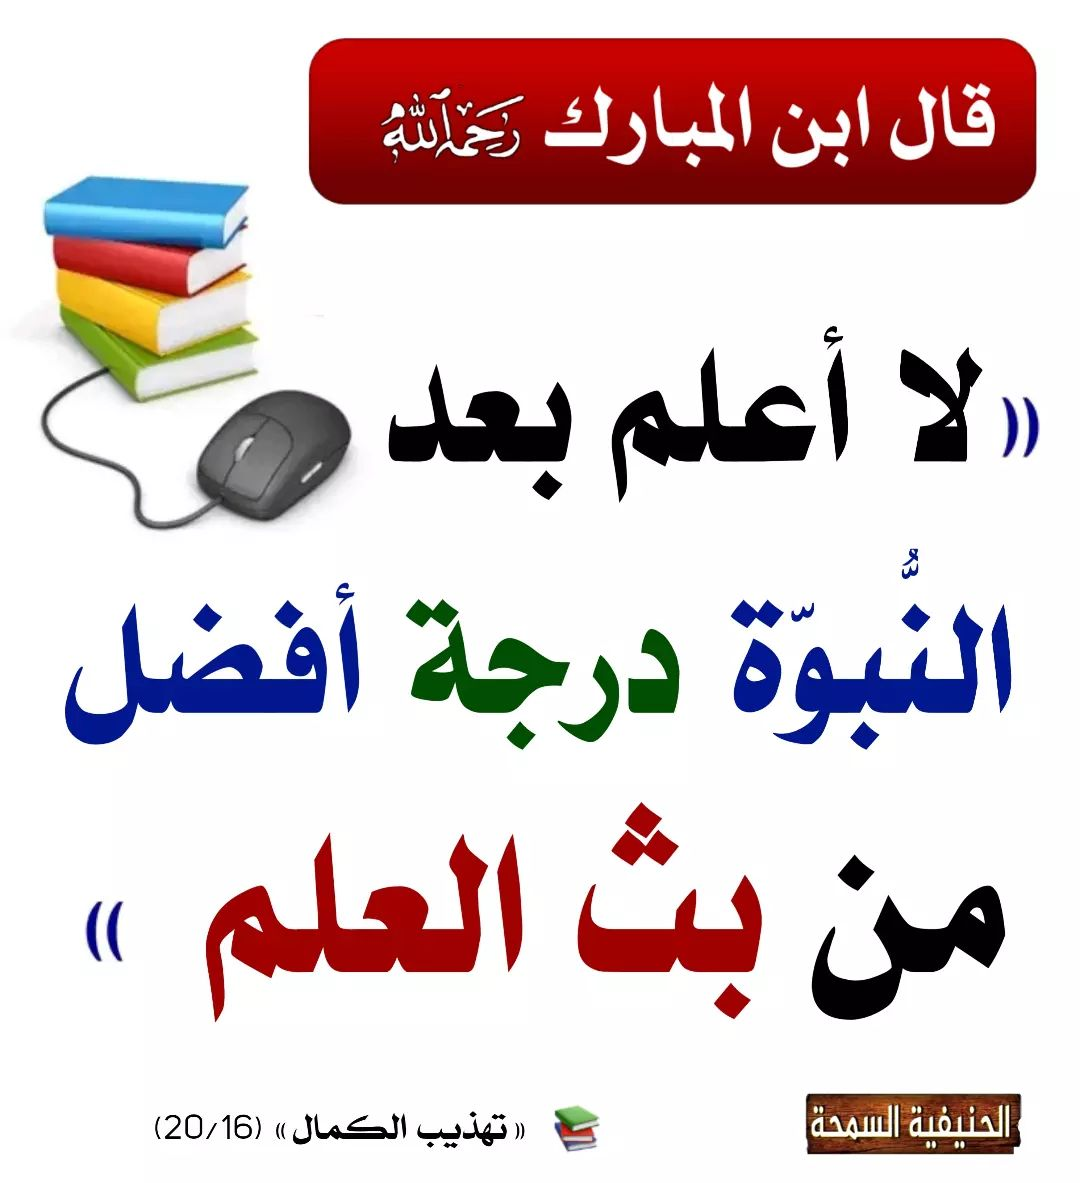 قال ابن المبارك رحمه الله
(( لا أعلم بعد
النُّبوّة درجة أفضل
من بث العلم ))
«تهذيب الكمال» (20/16)
الحنيفية السمحة